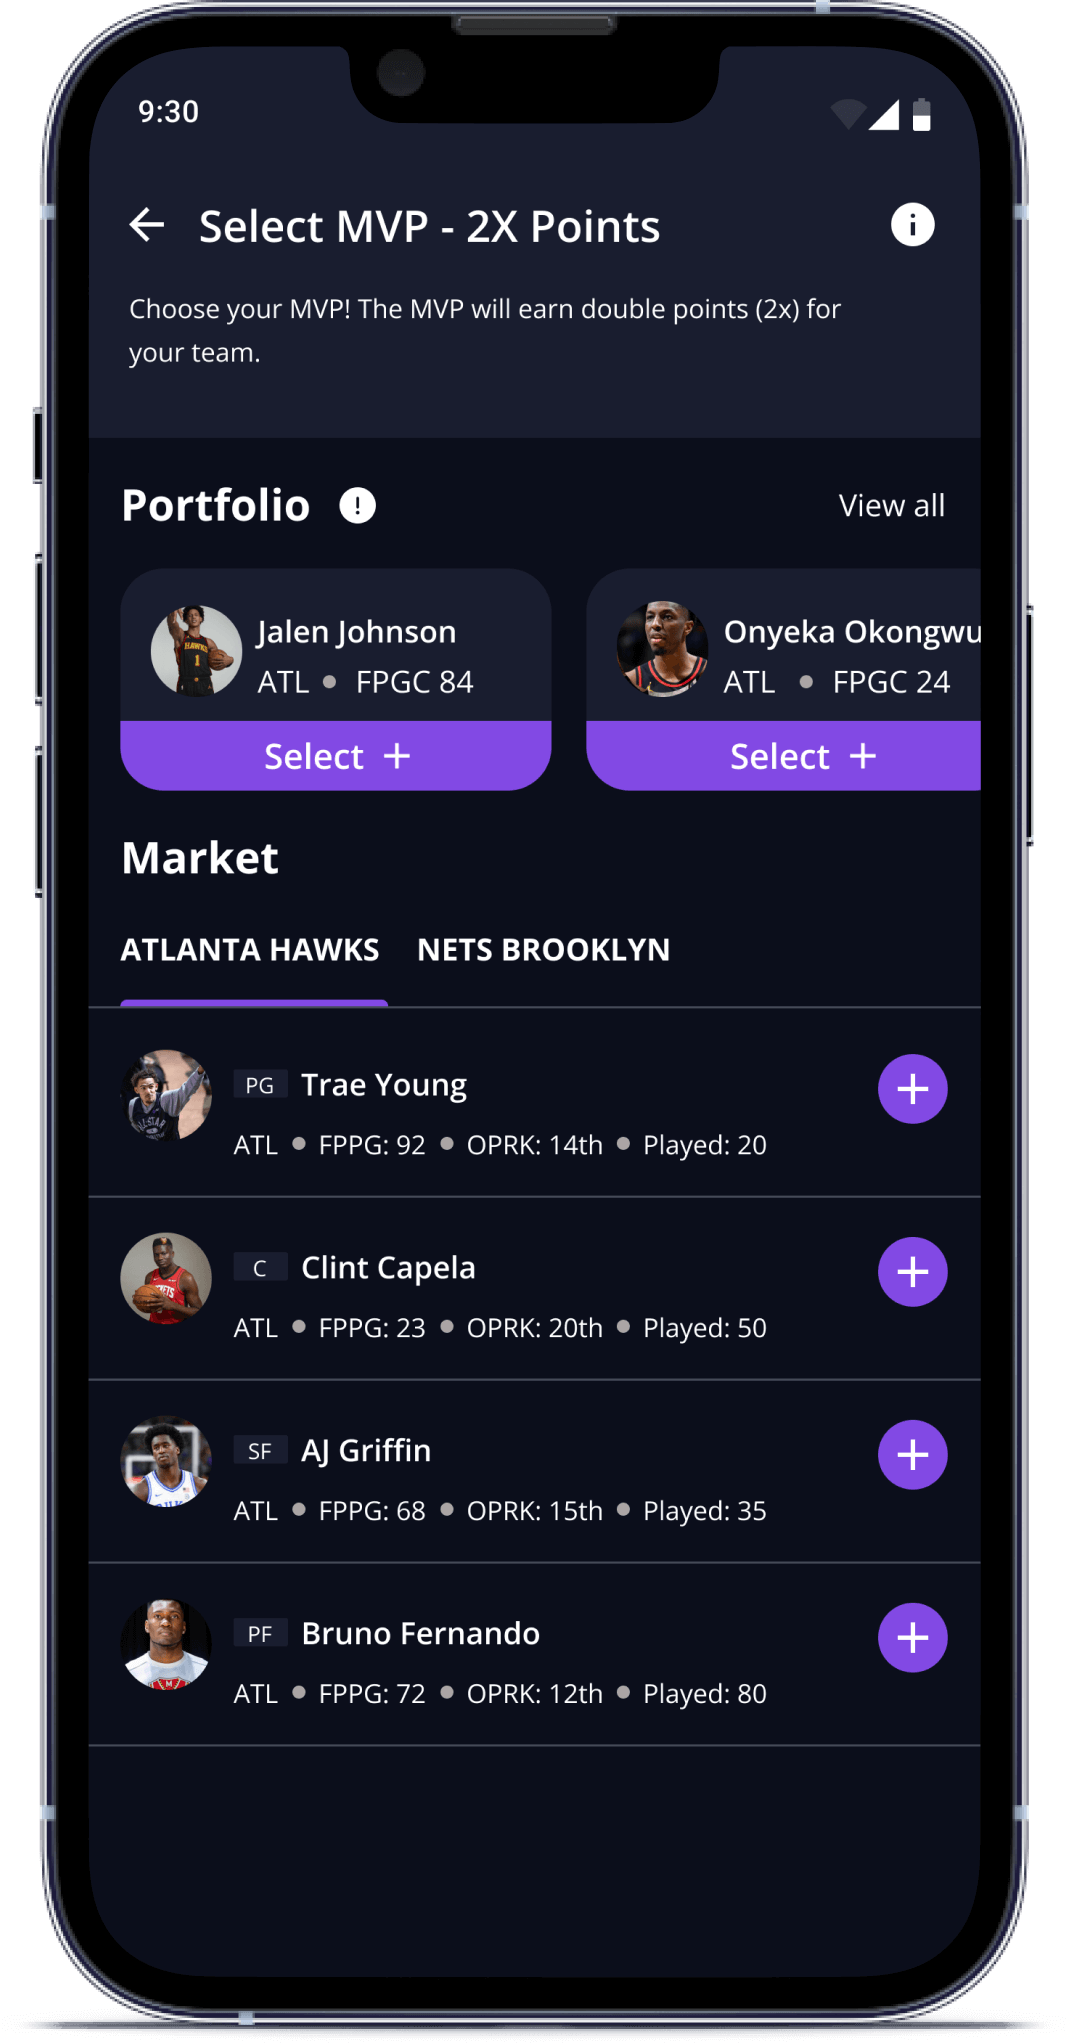 9:30
Select MVP - 2X Points
Choose your MVP! The MVP will earn double points (2x) for
your team.
Portfolio
View all
Jalen Johnson
ATL FPGC 84
Select +
Onyeka Okongwu
ATL FPGC 24
Select +
Market
ATLANTA HAWKS NETS BROOKLYN
PG Trae Young
ATL FPPG: 92 OPRK: 14th Played: 20
C Clint Capela
ATL FPPG: 23 OPRK: 20th Played: 50
SF AJ Griffin
ATL FPPG: 68 OPRK: 15th Played: 35
PF Bruno Fernando
ATL FPPG: 72 OPRK: 12th Played: 80